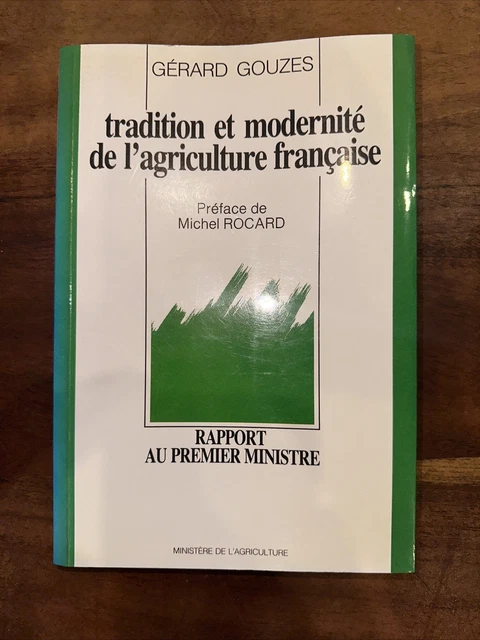 GÉRARD GOUZES
tradition et modernité
de l'agriculture française
Préface de
Michel ROCARD
RAPPORT
AU PREMIER MINISTRE
MINISTÈRE DE L'AGRICULTURE